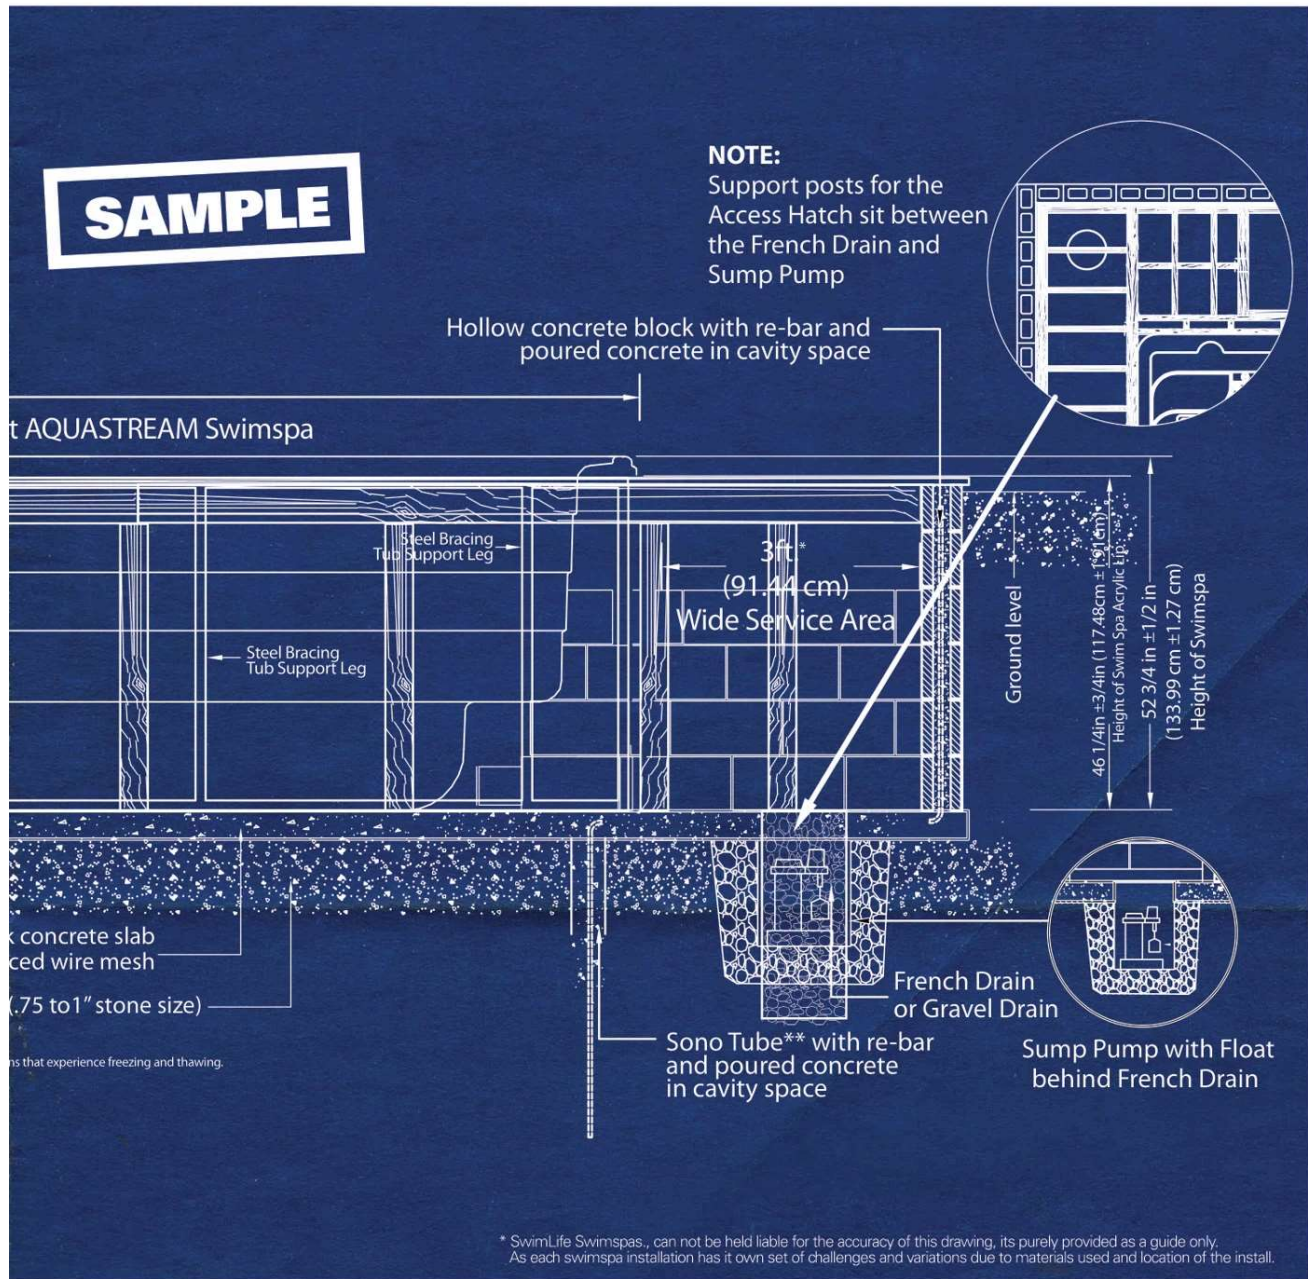 SAMPLE
NOTE:
Support posts for the
Access Hatch sit between
the French Drain and
Sump Pump
Hollow concrete block with re-bar and
poured concrete in cavity space
t AQUASTREAM Swimspa
Steel Bracing
Tub Support Leg
3ft*
(91.44 cm)
Wide Service Area
Steel Bracing
Tub Support Leg
Ground level
46 1/4in ±3/4in (117.48cm ±1.91cm)
Height of Swim Spa Acrylic Lip
52 3/4 in ±1/2 in
(133.99 cm ±1.27 cm)
Height of Swimspa
k concrete slab
ced wire mesh
(.75 to1” stone size)
ns that experience freezing and thawing.
French Drain
or Gravel Drain
Sono Tube** with re-bar
and poured concrete
in cavity space
Sump Pump with Float
behind French Drain
* SwimLife Swimspas., can not be held liable for the accuracy of this drawing, its purely provided as a guide only.
As each swimspa installation has it own set of challenges and variations due to materials used and location of the install.